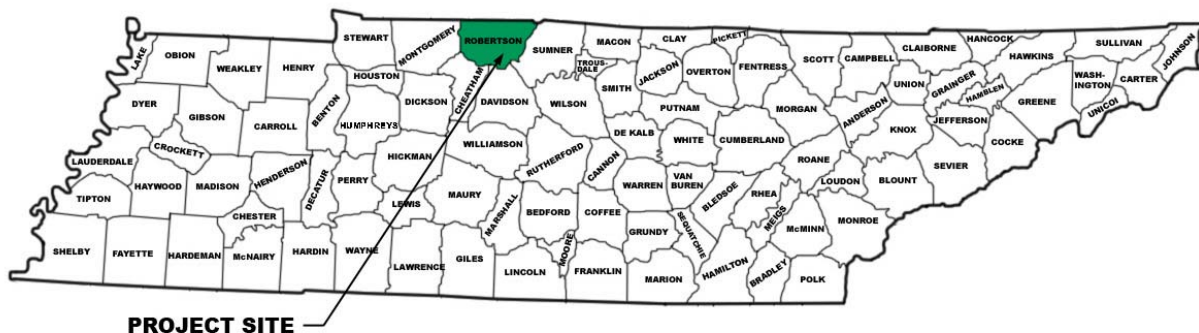 LAKE
OBION
WEAKLEY
HENRY
STEWART
MONTGOMERY
ROBERTSON
SUMNER
MACON
CLAY
PICKETT
SCOTT
CAMPBELL
CLAIBORNE
HANCOCK
HAWKINS
SULLIVAN
JOHNSON
HOUSTON
CHEATHAM
TROUS-
DALE
SMITH
JACKSON
OVERTON
FENTRESS
UNION
GRAINGER
HAMBLEN
WASH-
INGTON
CARTER
UNICOI
DYER
GIBSON
CARROLL
BENTON
HUMPHREYS
DICKSON
DAVIDSON
WILSON
PUTNAM
MORGAN
ANDERSON
KNOX
JEFFERSON
GREENE
COCKE
LAUDERDALE
CROCKETT
HICKMAN
WILLIAMSON
RUTHERFORD
CANNON
DE KALB
WHITE
CUMBERLAND
ROANE
LOUDON
BLOUNT
SEVIER
TIPTON
HAYWOOD
MADISON
HENDERSON
DECATUR
PERRY
LEWIS
MAURY
MARSHALL
BEDFORD
COFFEE
WARREN
VAN
BUREN
BLEDSOE
RHEA
MEIGS
McMINN
MONROE
CHESTER
SHELBY
FAYETTE
HARDEMAN
McNAIRY
HARDIN
WAYNE
LAWRENCE
GILES
LINCOLN
MOORE
FRANKLIN
GRUNDY
SEQUATCHIE
MARION
HAMILTON
BRADLEY
POLK
PROJECT SITE